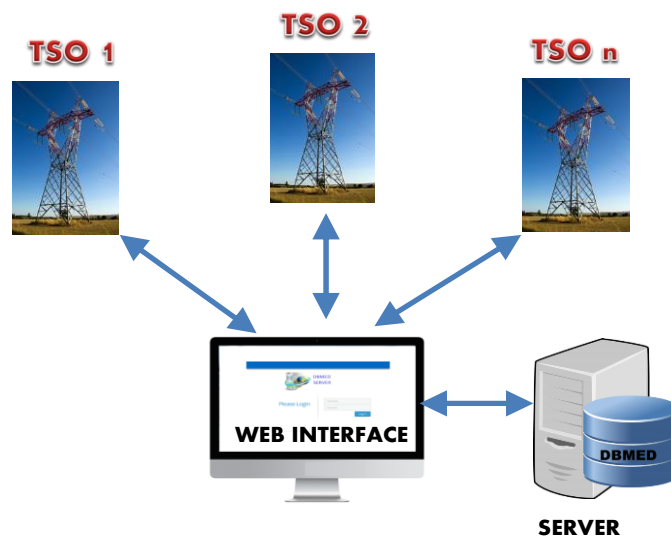 TSO 1
TSO 2
TSO n
DBMED
SERVER
Please Login
WEB INTERFACE
DBMED
SERVER